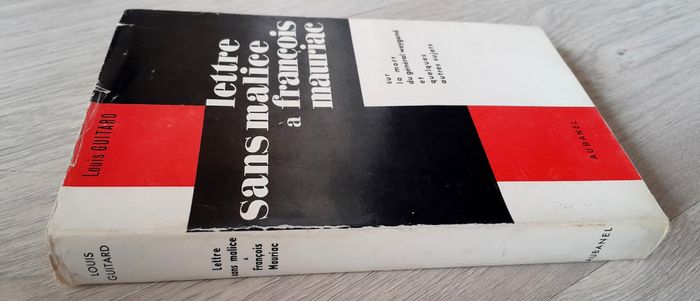 Louis GUITARD
lettre
sans malice
à françois
mauriac
sur
la mort
du général weygand
et
quelques
autres sujets
AUBANEL
LOUIS
GUITARD
Lettre
sans malice
à
François
Mauriac
AUBANEL